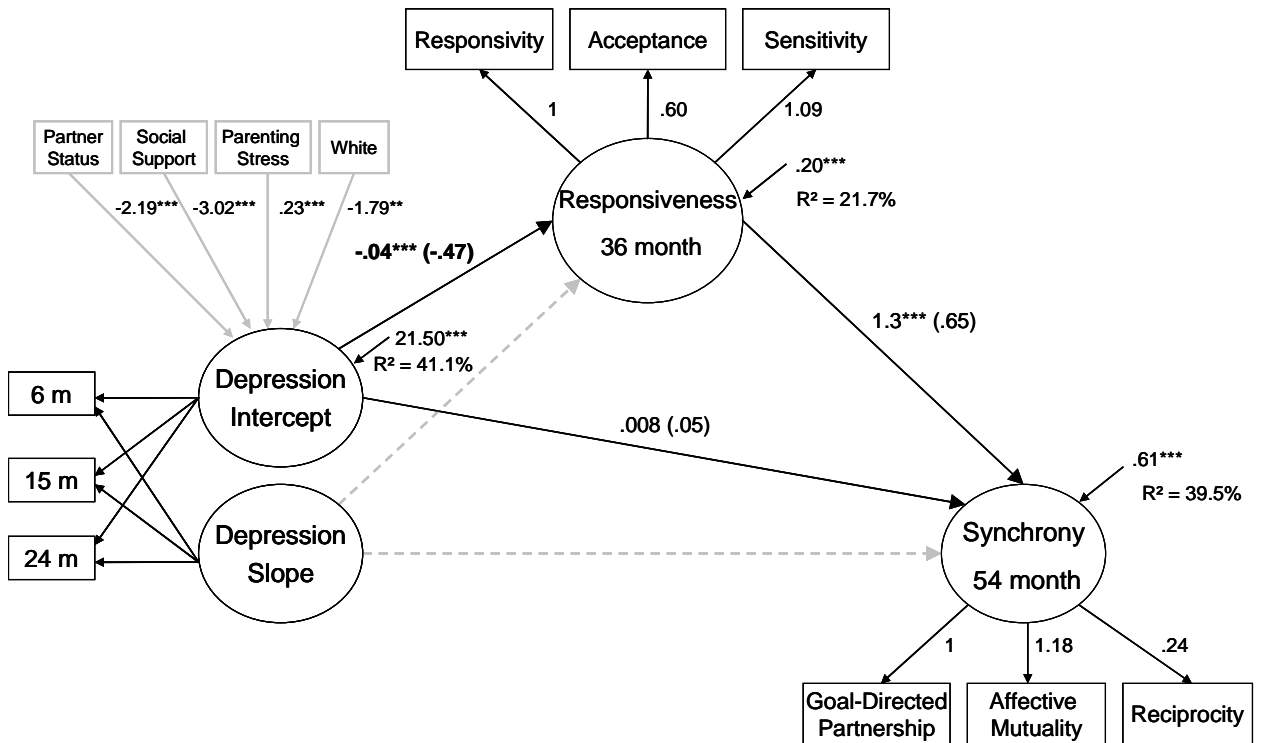 Responsivity
Acceptance
Sensitivity
1
.60
1.09
Partner
Status
Social
Support
Parenting
Stress
White
-2.19***
-3.02***
.23***
-1.79**
.20***
R² = 21.7%
Responsiveness
36 month
-.04*** (-.47)
1.3*** (.65)
21.50***
R² = 41.1%
Depression
Intercept
6 m
15 m
24 m
.008 (.05)
Depression
Slope
.61***
R² = 39.5%
Synchrony
54 month
1
1.18
.24
Goal-Directed
Partnership
Affective
Mutuality
Reciprocity